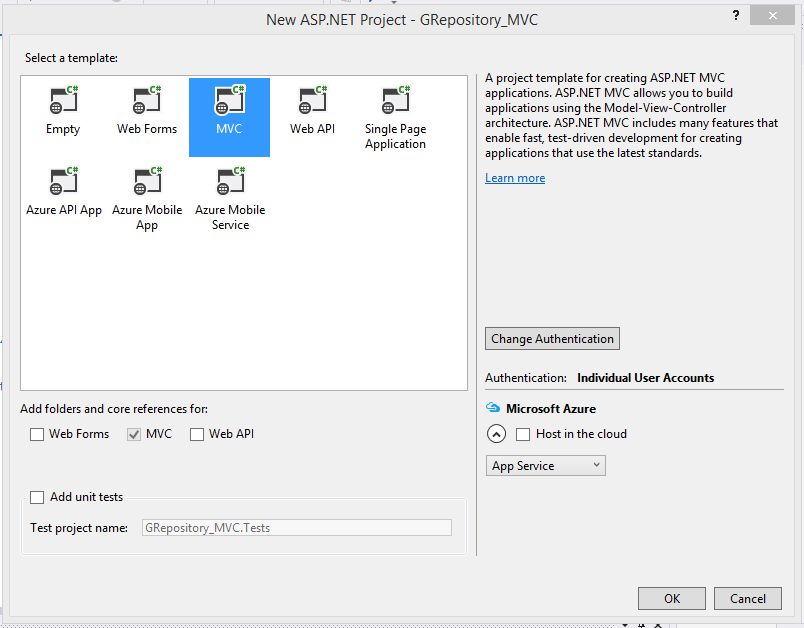 New ASP.NET Project - GRepository_MVC
?
Select a template:
C#
Empty
C#
Web Forms
C#
MVC
C#
Web API
C#
Single Page
Application
C#
Azure API App
C#
Azure Mobile
App
C#
Azure Mobile
Service
A project template for creating ASP.NET MVC
applications. ASP.NET MVC allows you to build
applications using the Model-View-Controller
architecture. ASP.NET MVC includes many features that
enable fast, test-driven development for creating
applications that use the latest standards.
Learn more
Change Authentication
Authentication: Individual User Accounts
Microsoft Azure
Host in the cloud
App Service
Add folders and core references for:
Web Forms
MVC
Web API
Add unit tests
Test project name: GRepository_MVC.Tests
OK
Cancel